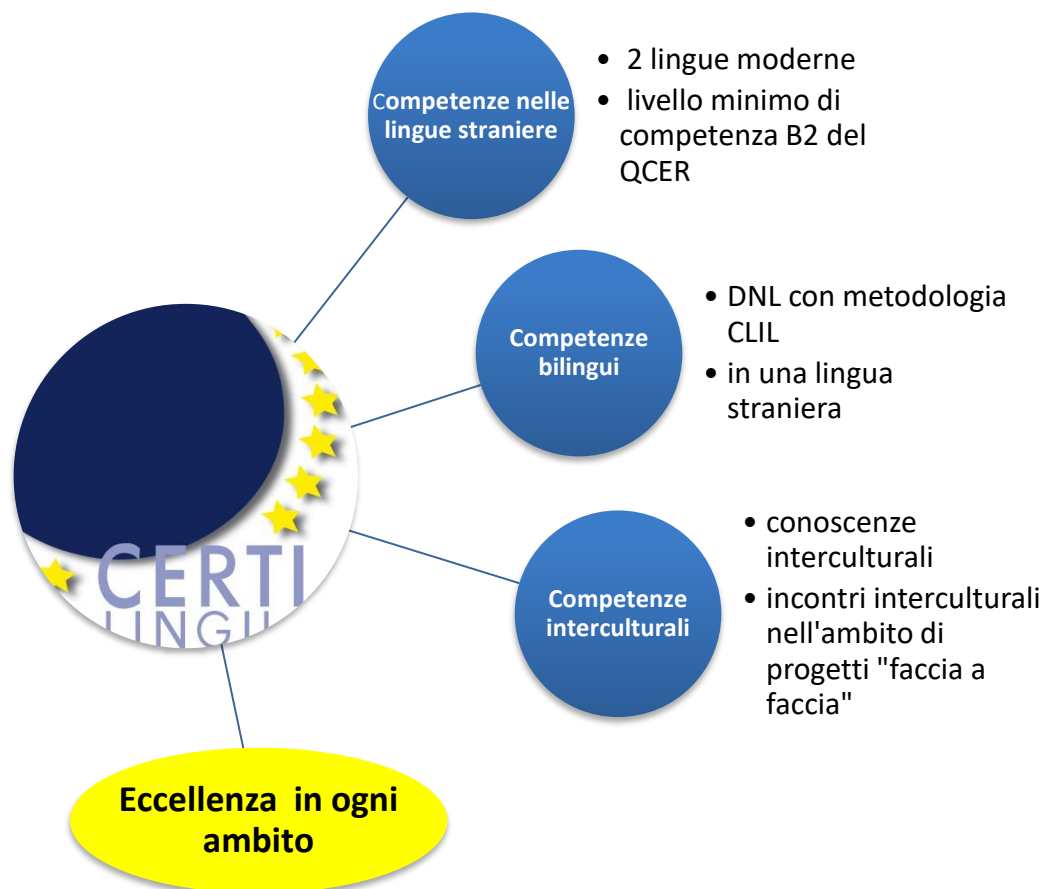 Competenze nelle
lingue straniere
• 2 lingue moderne
• livello minimo di
competenza B2 del
QCER
Competenze
bilingui
• DNL con metodologia
CLIL
• in una lingua
straniera
CERTI
LINGU
Competenze
interculturali
• conoscenze
interculturali
• incontri interculturali
nell'ambito di
progetti "faccia a
faccia"
Eccellenza in ogni
ambito